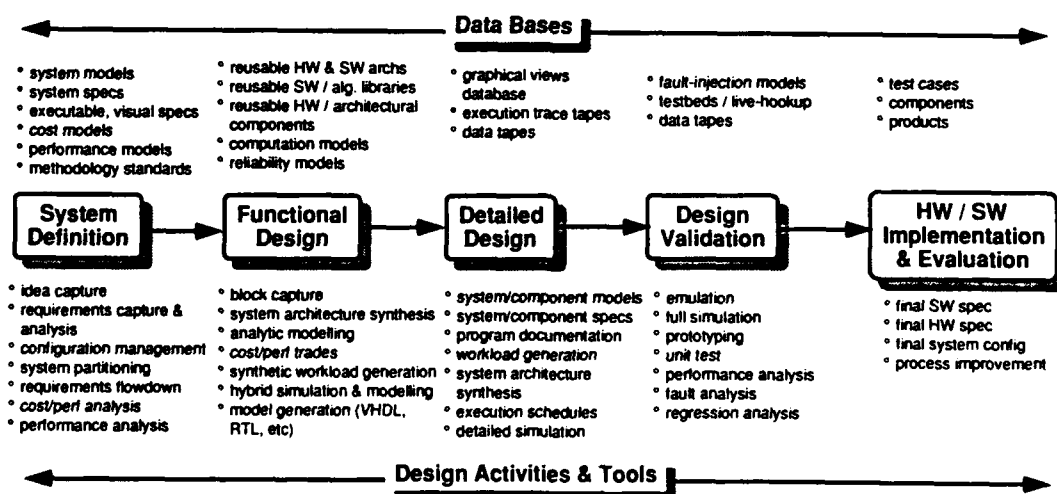 Data Bases
° system models
° system specs
° executable, visual specs
° cost models
° performance models
° methodology standards
° reusable HW & SW archs
° reusable SW / alg. libraries
° reusable HW / architectural
components
° computation models
° reliability models
° graphical views
database
° execution trace tapes
° data tapes
° fault-injection models
° testbeds / live-hookup
° data tapes
° test cases
° components
° products
System
Definition
Functional
Design
Detailed
Design
Design
Validation
HW / SW
Implementation
& Evaluation
° idea capture
° requirements capture &
analysis
° configuration management
° system partitioning
° requirements flowdown
° cost/perf analysis
° performance analysis
° block capture
° system architecture synthesis
° analytic modelling
° cost/perf trades
° synthetic workload generation
° hybrid simulation & modelling
° model generation (VHDL,
RTL, etc)
° system/component models
° system/component specs
° program documentation
° workload generation
° system architecture
synthesis
° execution schedules
° detailed simulation
° emulation
° full simulation
° prototyping
° unit test
° performance analysis
° fault analysis
° regression analysis
° final SW spec
° final HW spec
° final system config
° process improvement
Design Activities & Tools